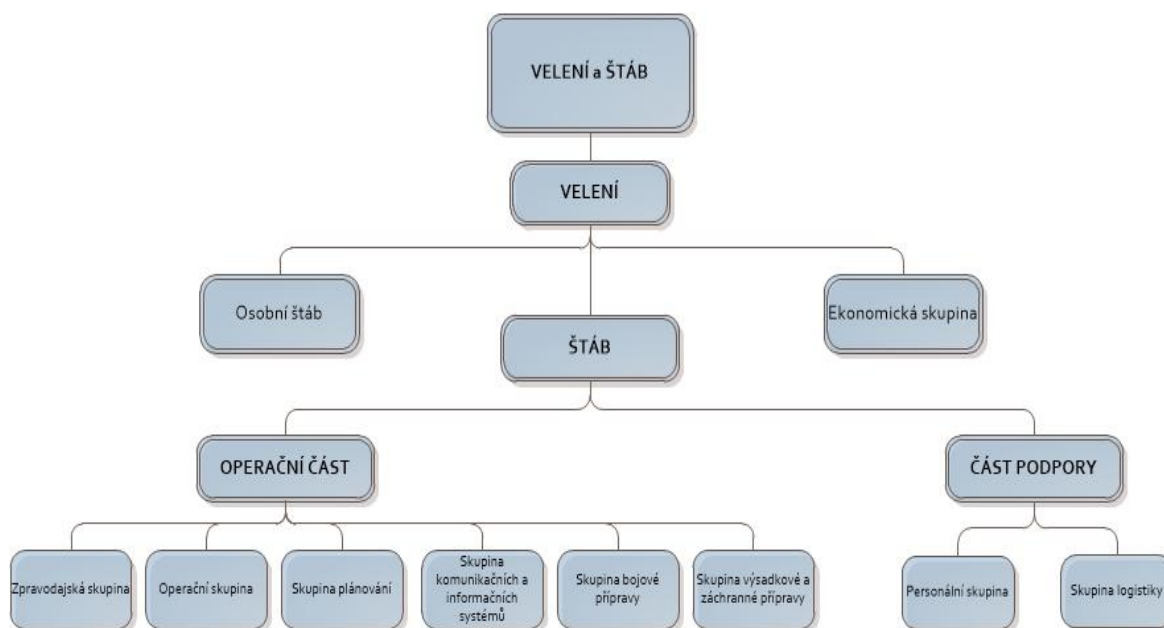 VELENÍ a ŠTÁB
VELENÍ
Osobní štáb
Ekonomická skupina
ŠTÁB
OPERAČNÍ ČÁST
ČÁST PODPORY
Zpravodajská skupina
Operační skupina
Skupina plánování
Skupina
komunikačních a
informačních
systémů
Skupina bojové
přípravy
Skupina výsadkové a
záchranné přípravy
Personální skupina
Skupina logistiky